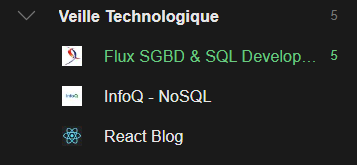 Veille Technologique 5
Flux SGBD & SQL Develop... 5
InfoQ - NoSQL
React Blog